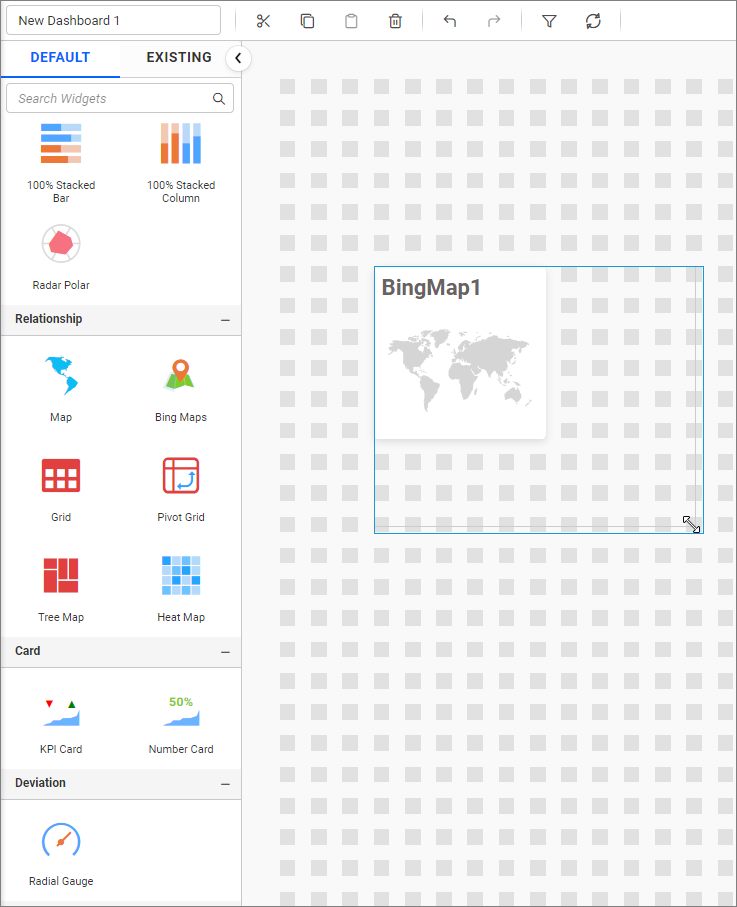 New Dashboard 1
DEFAULT
EXISTING
Search Widgets
100% Stacked
Bar
100% Stacked
Column
Radar Polar
Relationship
Map
Bing Maps
Grid
Pivot Grid
Tree Map
Heat Map
Card
50%
KPI Card
Number Card
Deviation
Radial Gauge
BingMap1